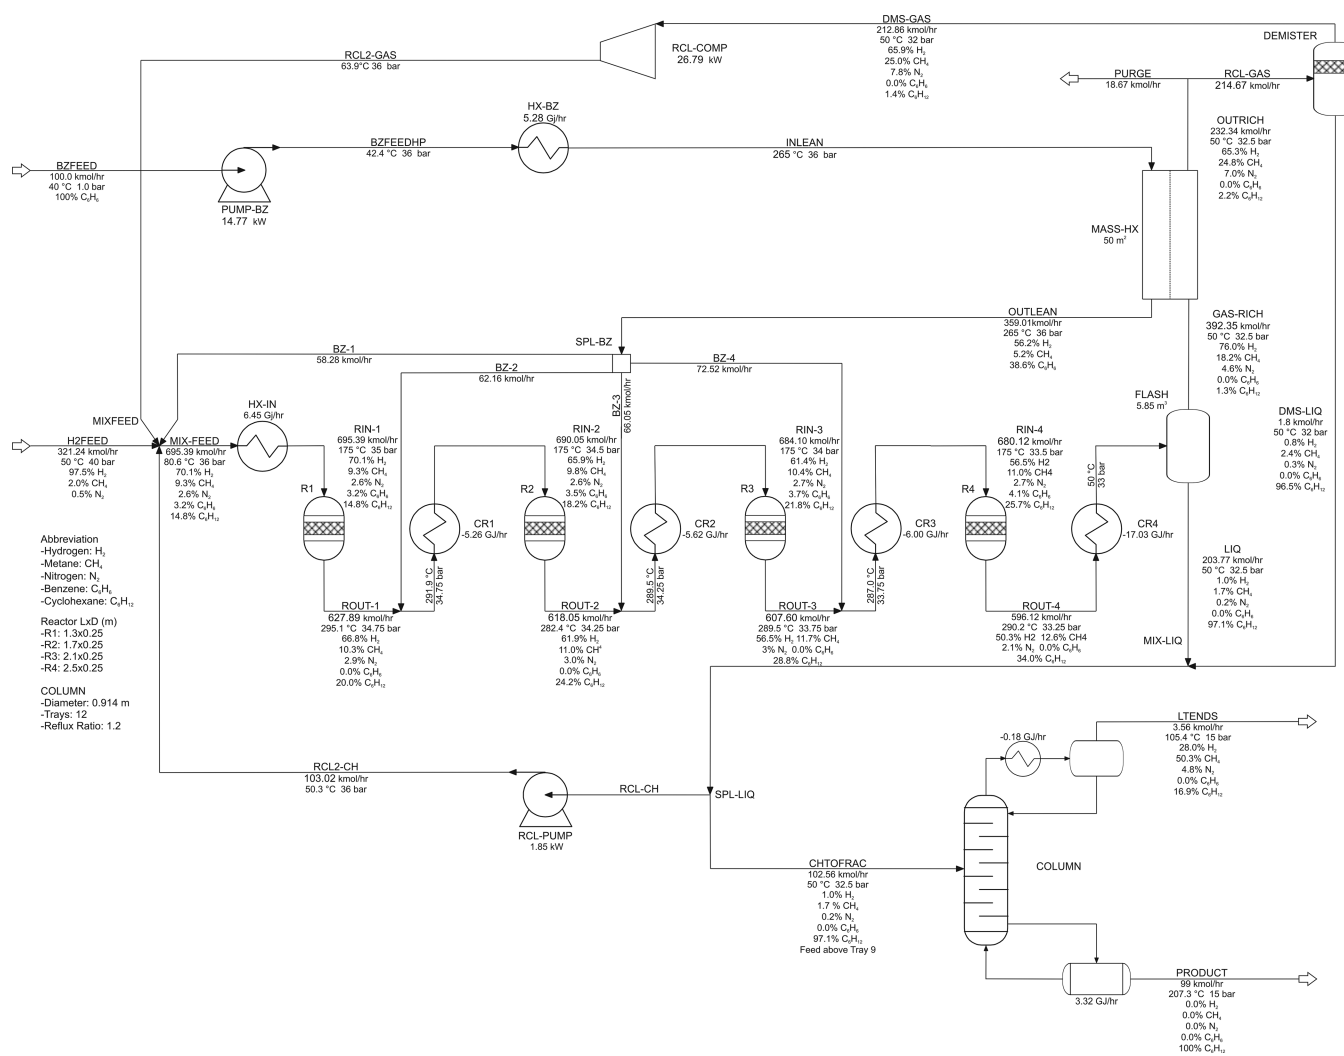 DMS-GAS
212.86 kmol/hr
50 °C 32 bar
65.9% H₂
25.0% CH₄
7.8% N₂
0.0% C₆H₆
1.4% C₆H₁₂
DEMISTER
RCL2-GAS
63.9°C 36 bar
RCL-COMP
26.79 kW
PURGE
18.67 kmol/hr
RCL-GAS
214.67 kmol/hr
HX-BZ
5.28 Gj/hr
OUTRICH
232.34 kmol/hr
50 °C 32.5 bar
65.3% H₂
24.8% CH₄
7.0% N₂
0.0% C₆H₆
2.2% C₆H₁₂
BZFEED
100.0 kmol/hr
40 °C 1.0 bar
100% C₆H₆
BZFEEDHP
42.4 °C 36 bar
INLEAN
265 °C 36 bar
PUMP-BZ
14.77 kW
MASS-HX
50 m²
OUTLEAN
359.01kmol/hr
265 °C 36 bar
56.2% H₂
5.2% CH₄
38.6% C₆H₆
GAS-RICH
392.35 kmol/hr
50 °C 32.5 bar
76.0% H₂
18.2% CH₄
4.6% N₂
0.0% C₆H₆
1.3% C₆H₁₂
SPL-BZ
BZ-1
58.28 kmol/hr
BZ-2
62.16 kmol/hr
BZ-3
66.05 kmol/hr
BZ-4
72.52 kmol/hr
FLASH
5.85 m³
MIXFEED
HX-IN
6.45 Gj/hr
H2FEED
321.24 kmol/hr
50 °C 40 bar
97.5% H₂
2.0% CH₄
0.5% N₂
MIX-FEED
695.39 kmol/hr
80.6 °C 36 bar
70.1% H₂
9.3% CH₄
2.6% N₂
3.2% C₆H₆
14.8% C₆H₁₂
RIN-1
695.39 kmol/hr
175 °C 35 bar
70.1% H₂
9.3% CH₄
2.6% N₂
3.2% C₆H₆
14.8% C₆H₁₂
R1
RIN-2
690.05 kmol/hr
175 °C 34.5 bar
65.9% H₂
9.8% CH₄
2.6% N₂
3.5% C₆H₆
18.2% C₆H₁₂
R2
RIN-3
684.10 kmol/hr
175 °C 34 bar
61.4% H₂
10.4% CH₄
2.7% N₂
3.7% C₆H₆
21.8% C₆H₁₂
R3
RIN-4
680.12 kmol/hr
175 °C 33.5 bar
56.5% H2
11.0% CH4
2.7% N₂
4.1% C₆H₆
25.7% C₆H₁₂
R4
50 °C
33 bar
DMS-LIQ
1.8 kmol/hr
50 °C 32 bar
0.8% H₂
2.4% CH₄
0.3% N₂
0.0% C₆H₆
96.5% C₆H₁₂
CR1
-5.26 GJ/hr
CR2
-5.62 GJ/hr
CR3
-6.00 GJ/hr
CR4
-17.03 GJ/hr
291.9 °C
34.75 bar
289.5 °C
34.25 bar
287.0 °C
33.75 bar
LIQ
203.77 kmol/hr
50 °C 32.5 bar
1.0% H₂
1.7% CH₄
0.2% N₂
0.0% C₆H₆
97.1% C₆H₁₂
Abbreviation
-Hydrogen: H₂
-Metane: CH₄
-Nitrogen: N₂
-Benzene: C₆H₆
-Cyclohexane: C₆H₁₂
Reactor LxD (m)
-R1: 1.3x0.25
-R2: 1.7x0.25
-R3: 2.1x0.25
-R4: 2.5x0.25
COLUMN
-Diameter: 0.914 m
-Trays: 12
-Reflux Ratio: 1.2
ROUT-1
627.89 kmol/hr
295.1 °C 34.75 bar
66.8% H₂
10.3% CH₄
2.9% N₂
0.0% C₆H₆
20.0% C₆H₁₂
ROUT-2
618.05 kmol/hr
282.4 °C 34.25 bar
61.9% H₂
11.0% CH⁴
3.0% N₂
0.0% C₆H₆
24.2% C₆H₁₂
ROUT-3
607.60 kmol/hr
289.5 °C 33.75 bar
56.5% H₂ 11.7% CH₄
3% N₂ 0.0% C₆H₆
28.8% C₆H₁₂
ROUT-4
596.12 kmol/hr
290.2 °C 33.25 bar
50.3% H2 12.6% CH4
2.1% N₂ 0.0% C₆H₆
34.0% C₆H₁₂
MIX-LIQ
LTENDS
3.56 kmol/hr
105.4 °C 15 bar
28.0% H₂
50.3% CH₄
4.8% N₂
0.0% C₆H₆
16.9% C₆H₁₂
-0.18 GJ/hr
RCL2-CH
103.02 kmol/hr
50.3 °C 36 bar
RCL-CH
SPL-LIQ
RCL-PUMP
1.85 kW
CHTOFRAC
102.56 kmol/hr
50 °C 32.5 bar
1.0% H₂
1.7 % CH₄
0.2% N₂
0.0% C₆H₆
97.1% C₆H₁₂
Feed above Tray 9
COLUMN
3.32 GJ/hr
PRODUCT
99 kmol/hr
207.3 °C 15 bar
0.0% H₂
0.0% CH₄
0.0% N₂
0.0% C₆H₆
100% C₆H₁₂